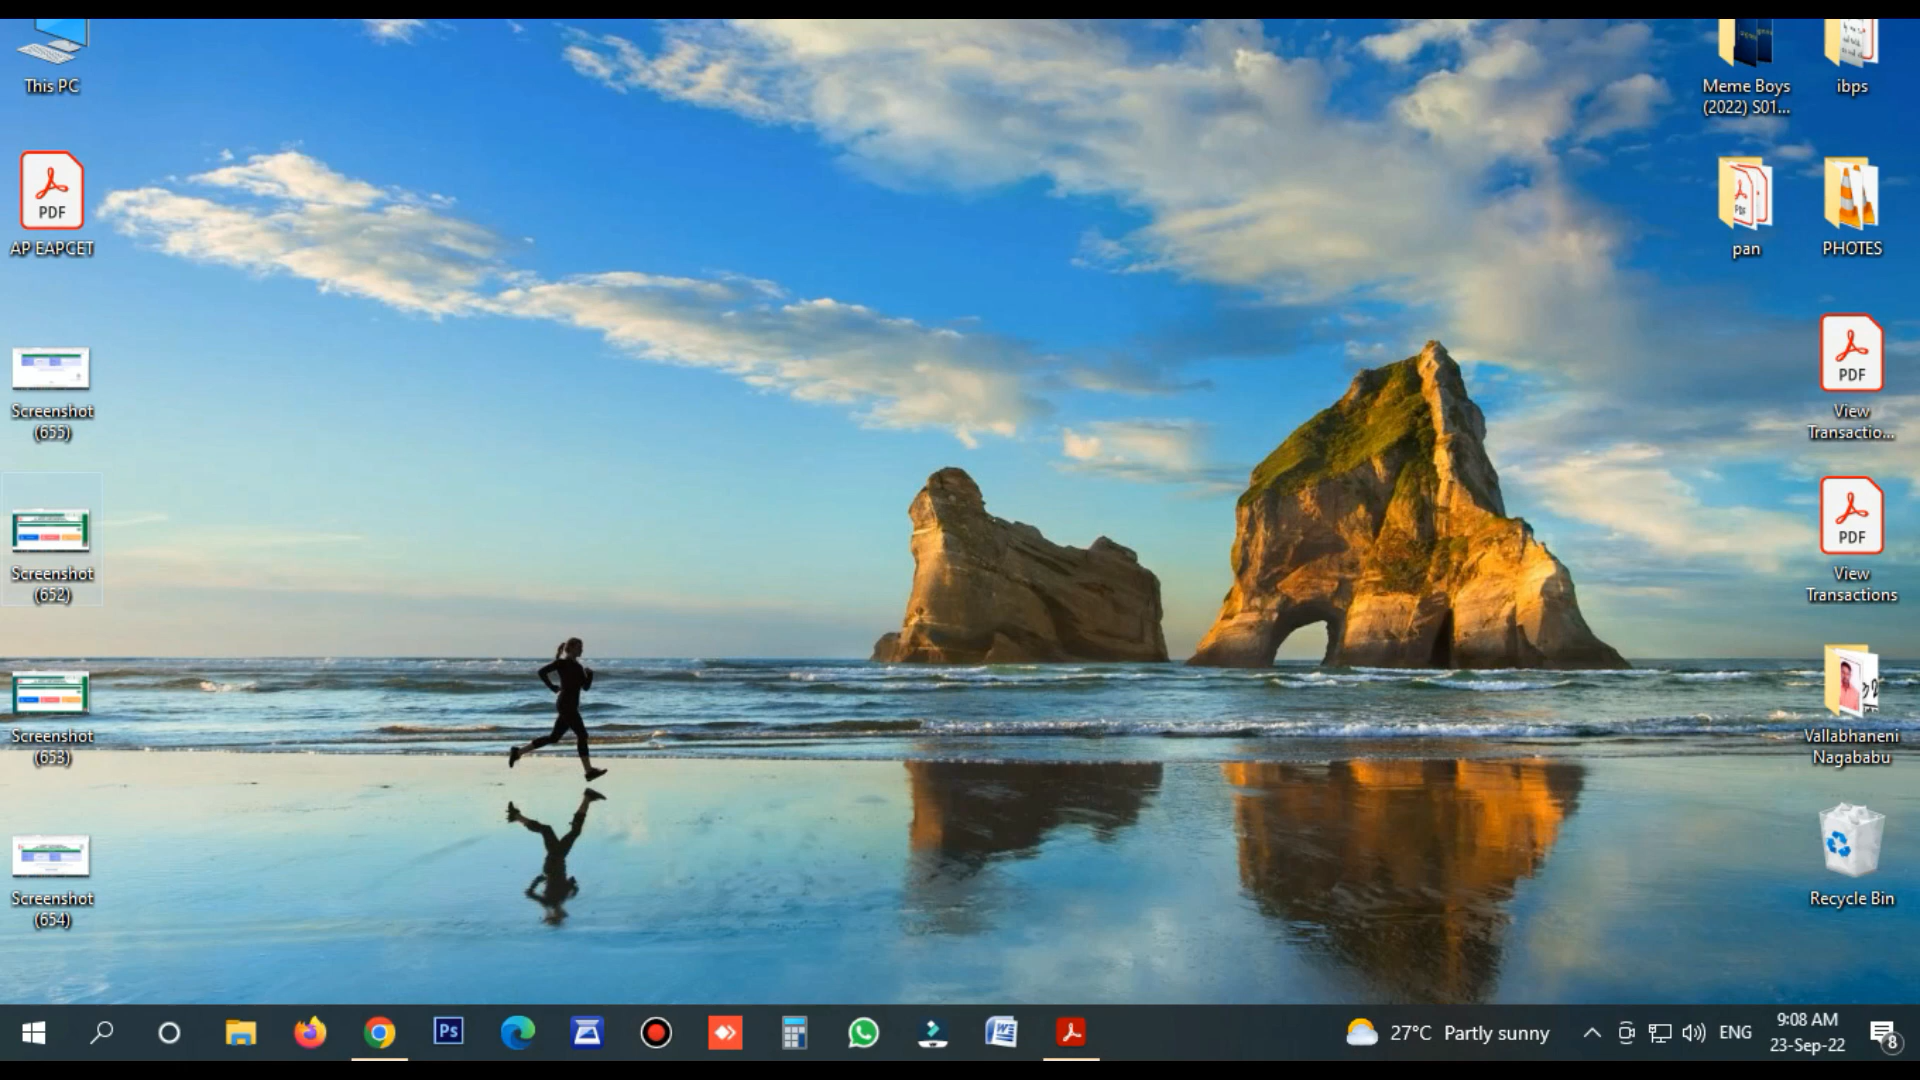 This PC
AP EAPCET
Screenshot
(655)
Screenshot
(652)
Screenshot
(653)
Screenshot
(654)
Meme Boys
(2022) S01...
ibps
pan
PHOTES
View
Transactio...
View
Transactions
Vallabhaneni
Nagababu
Recycle Bin
PDF
PDF
PDF
PDF
Ps
27°C Partly sunny
ENG
9:08 AM
23-Sep-22
8